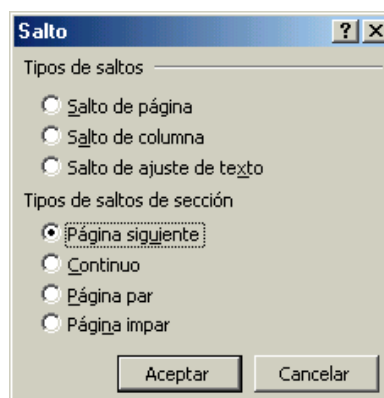 Salto
Tipos de saltos
Salto de página
Salto de columna
Salto de ajuste de texto
Tipos de saltos de sección
Página siguiente
Continuo
Página par
Página impar
Aceptar Cancelar